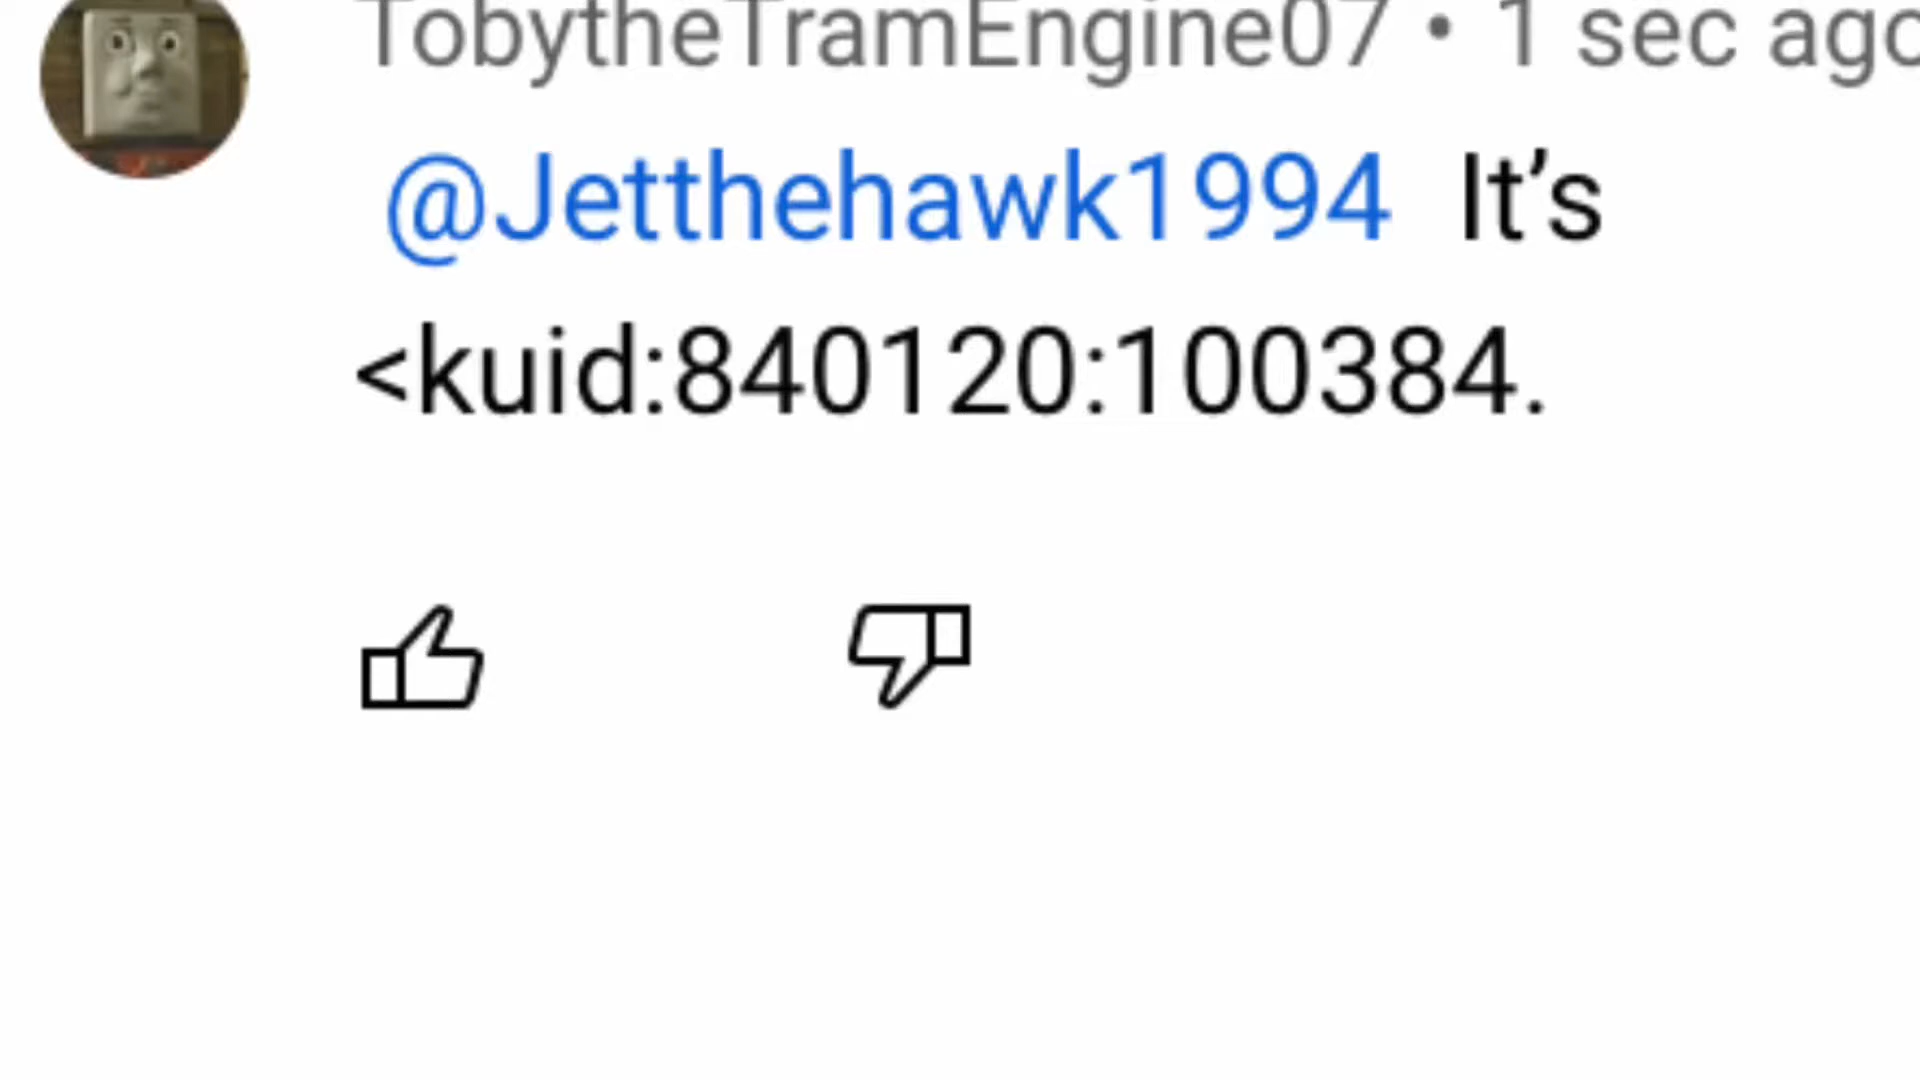 TobytheTramEngine07 • 1 sec ago
@Jetthehawk1994 It’s
<kuid:840120:100384.